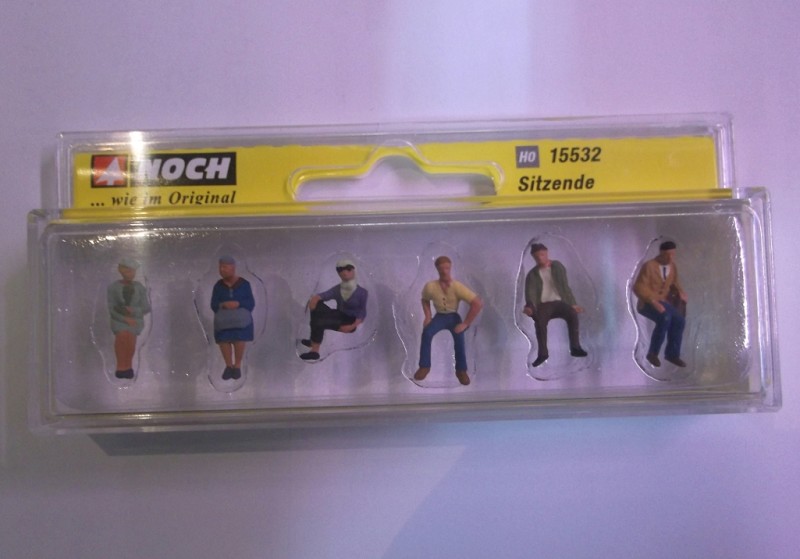 NOCH
... wie im Original
HO 15532
Sitzende